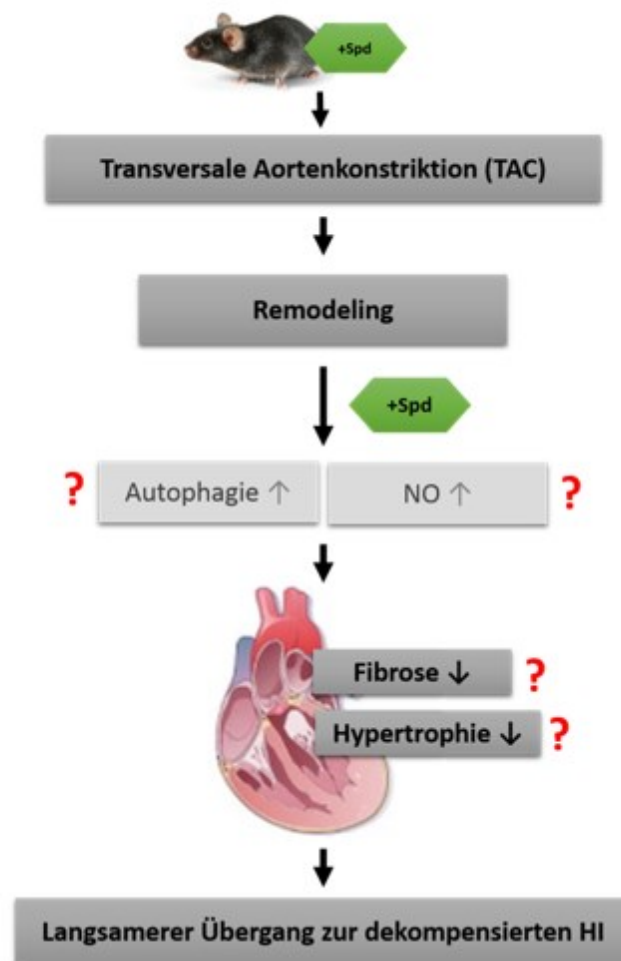 +Spd
Transversale Aortenkonstriktion (TAC)
Remodeling
+Spd
? Autophagie ↑ NO ↑ ?
Fibrose ↓ ?
Hypertrophie ↓ ?
Langsamerer Übergang zur dekompensierten HI